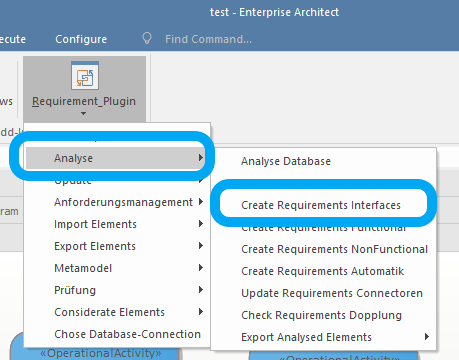 test - Enterprise Architect
ecute Configure Find Command...
ws Requirement_Plugin
dd-I
Analyse
Update
ram Anforderungsmanagement
Import Elements
Export Elements
Metamodel
Prüfung
Considerate Elements
Chose Database-Connection
Analyse Database
Create Requirements Interfaces
Create Requirements Functional
Create Requirements NonFunctional
Create Requirements Automatik
Update Requirements Connectoren
Check Requirements Dopplung
Export Analysed Elements
«OperationalActivity» «OperationalActivity»